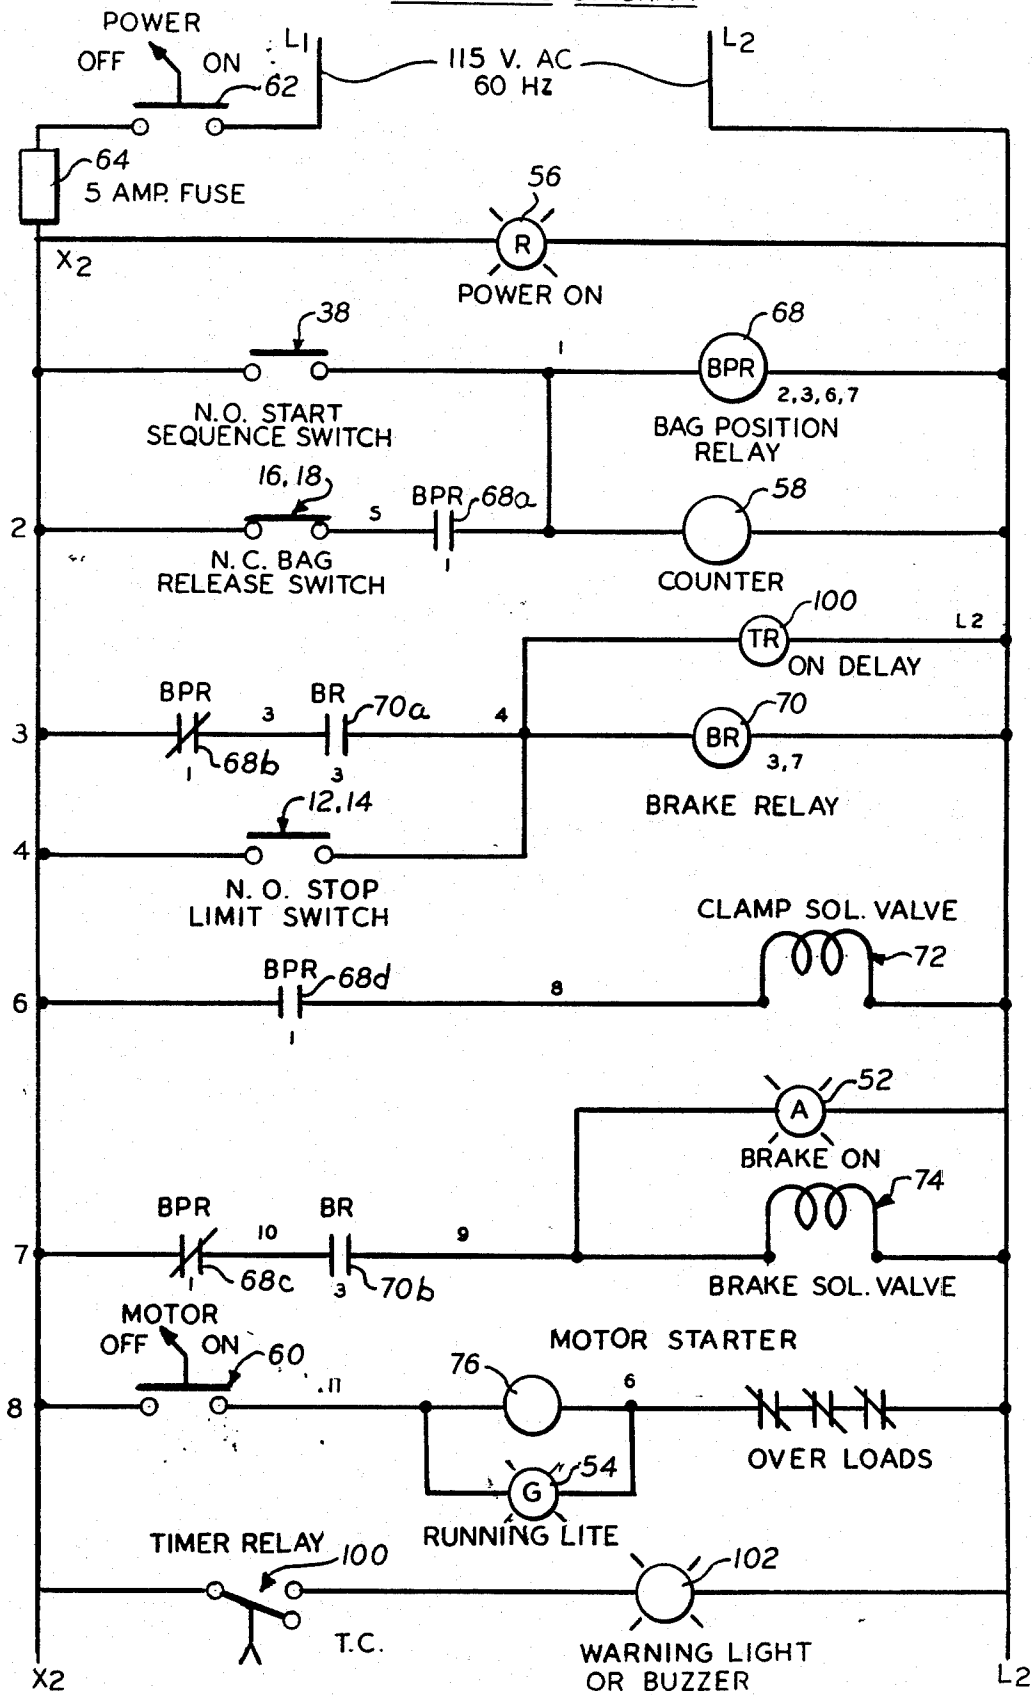 POWER
OFF ON
62
L1
115 V. AC
60 HZ
L2
64
5 AMP. FUSE
X2
56
R
POWER ON
38
N.O. START
SEQUENCE SWITCH
1
68
BPR
2,3,6,7
BAG POSITION
RELAY
2
16,18
N.C. BAG
RELEASE SWITCH
5
BPR
68a
1
58
COUNTER
100
TR
L2
ON DELAY
3
BPR
68b
1
3
BR
70a
3
4
70
BR
3,7
BRAKE RELAY
4
12,14
N.O. STOP
LIMIT SWITCH
CLAMP SOL. VALVE
72
6
BPR
68d
1
8
52
A
BRAKE ON
74
BRAKE SOL. VALVE
7
BPR
68c
1
10
BR
70b
3
9
MOTOR
OFF ON
60
8
11
MOTOR STARTER
76
6
OVER LOADS
54
G
RUNNING LITE
TIMER RELAY
100
T.C.
102
WARNING LIGHT
OR BUZZER
X2
L2